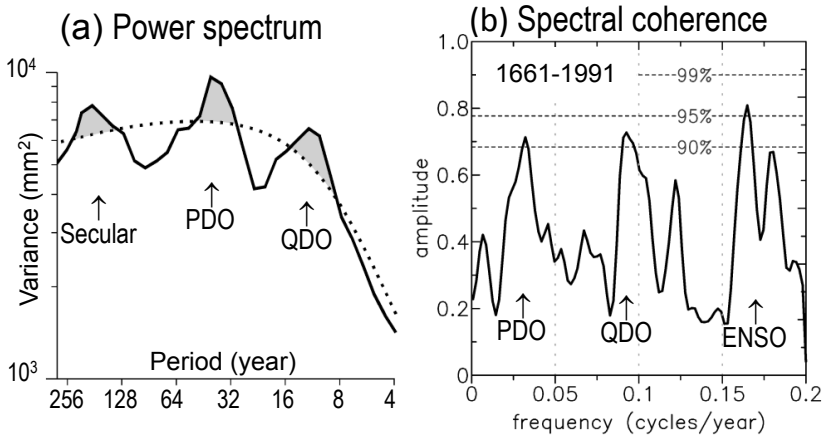 (a) Power spectrum
10⁴
Variance (mm²)
↑
Secular
↑
PDO
↑
QDO
Period (year)
10³
256 128 64 32 16 8 4
(b) Spectral coherence
1.0
0.8
0.6
0.4
0.2
0
amplitude
1661-1991
99%
95%
90%
↑
PDO
↑
QDO
↑
ENSO
0 0.05 0.1 0.15 0.2
frequency (cycles/year)